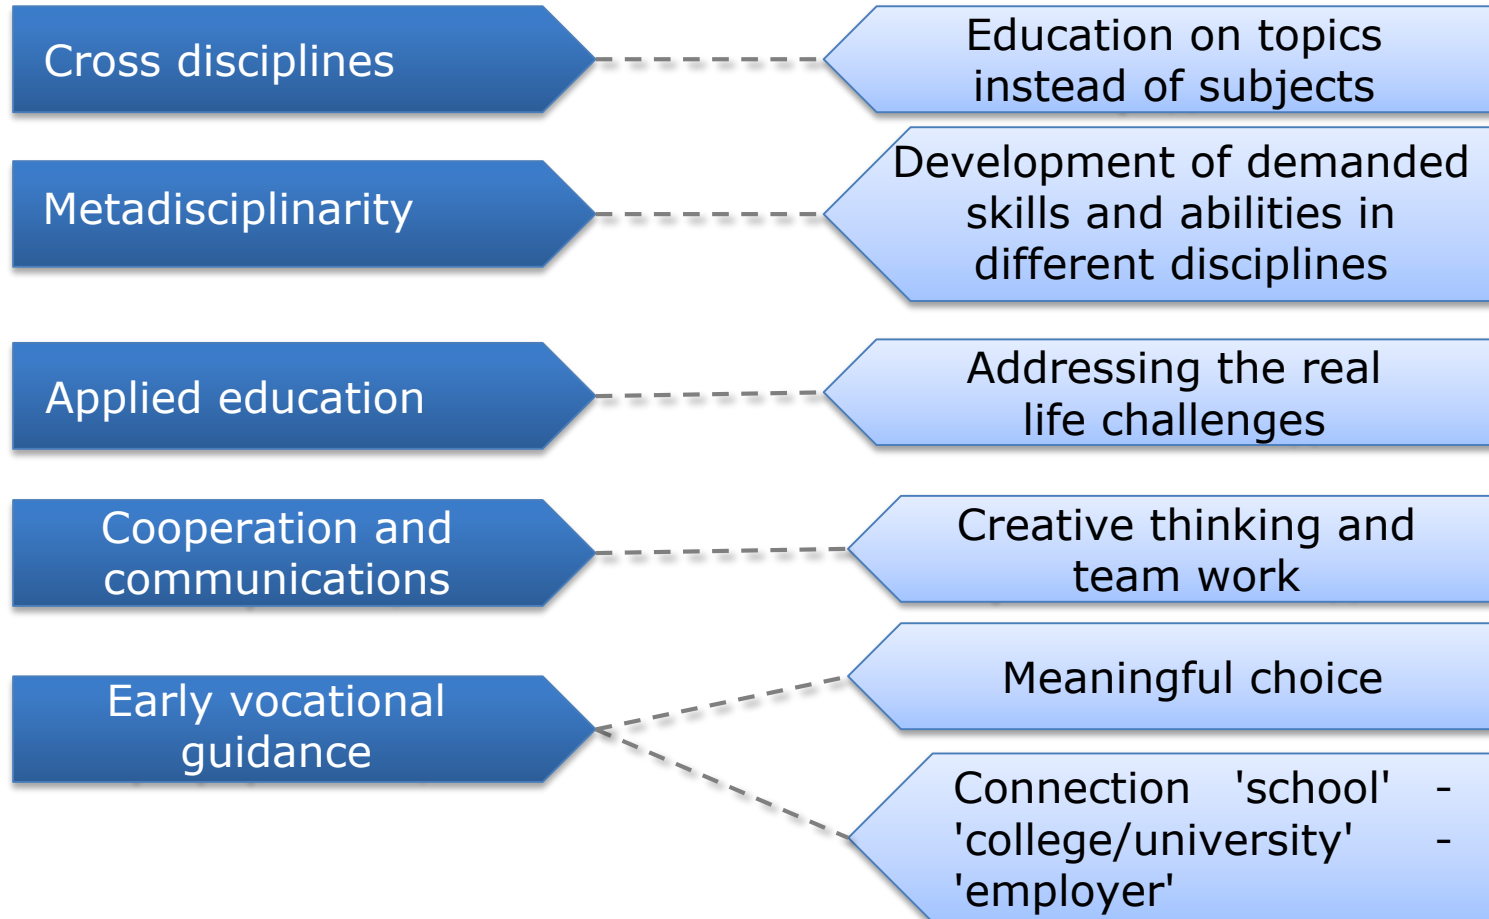 Cross disciplines
Education on topics
instead of subjects
Metadisciplinarity
Development of demanded
skills and abilities in
different disciplines
Applied education
Addressing the real
life challenges
Cooperation and
communications
Creative thinking and
team work
Early vocational
guidance
Meaningful choice
Connection 'school' -
'college/university' -
'employer'